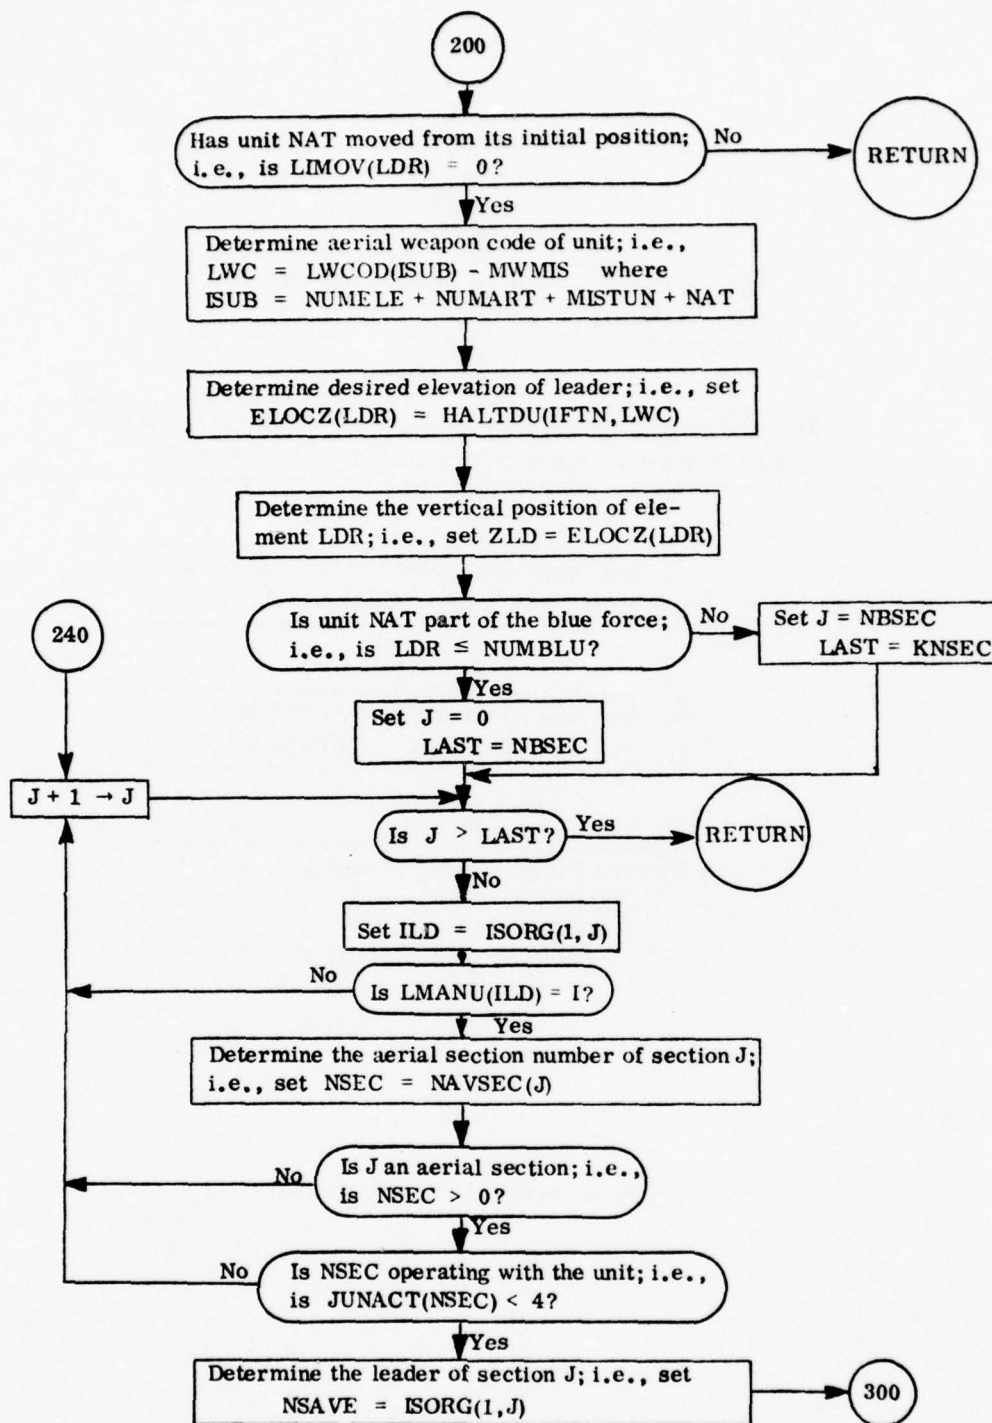 200
Has unit NAT moved from its initial position;
i.e., is LIMOV(LDR) = 0?
No
RETURN
Yes
Determine aerial weapon code of unit; i.e.,
LWC = LWCOD(ISUB) - MWMIS where
ISUB = NUMELE + NUMART + MISTUN + NAT
Determine desired elevation of leader; i.e., set
ELOCZ(LDR) = HALTDU(IFTN, LWC)
Determine the vertical position of ele-
ment LDR; i.e., set ZLD = ELOCZ(LDR)
240
Is unit NAT part of the blue force;
i.e., is LDR ≤ NUMBLU?
No
Set J = NBSEC
LAST = KNSEC
Yes
Set J = 0
LAST = NBSEC
J + 1 → J
Is J > LAST?
Yes
RETURN
No
Set ILD = ISORG(1, J)
No
Is LMANU(ILD) = I?
Yes
Determine the aerial section number of section J;
i.e., set NSEC = NAVSEC(J)
No
Is J an aerial section; i.e.,
is NSEC > 0?
Yes
No
Is NSEC operating with the unit; i.e.,
is JUNACT(NSEC) < 4?
Yes
Determine the leader of section J; i.e., set
NSAVE = ISORG(1,J)
300